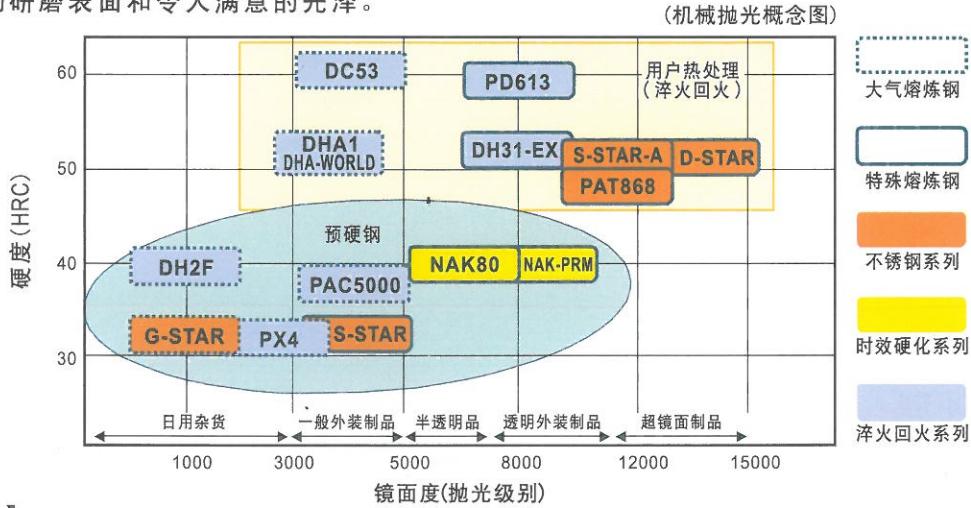 的研磨表面和令人满意的光泽。
(机械抛光概念图)
硬度(HRC)
60
50
40
30
DC53
PD613
用户热处理
(淬火回火)
DHA1
DHA-WORLD
DH31-EX
S-STAR-A
D-STAR
PAT868
预硬钢
DH2F
PAC5000
NAK80
NAK-PRM
G-STAR
PX4
S-STAR
日用杂货
一般外装制品
半透明品
透明外装制品
超镜面制品
1000
3000
5000
8000
12000
15000
镜面度(抛光级别)
大气熔炼钢
特殊熔炼钢
不锈钢系列
时效硬化系列
淬火回火系列